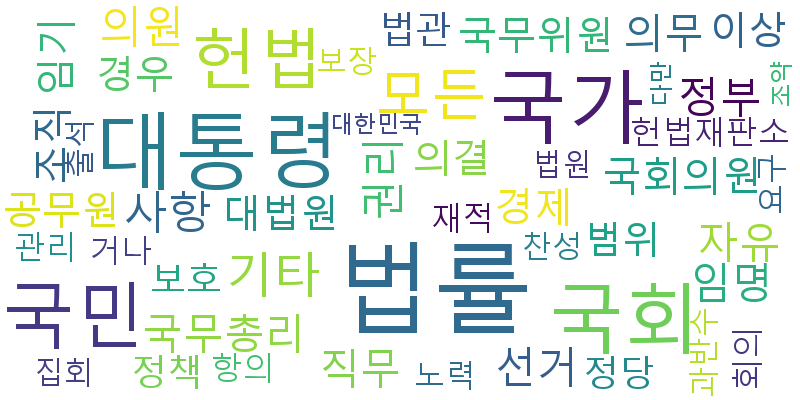 임기
의원
헌법
보장
법관
국무위원
의무
이상
경우
모든
국가
다만
정부
조약
조직
출석
대통령
대한민국
헌법재판소
권리
의결
법원
국회의원
요구
공무원
사항
대법원
재적
경제
찬성
범위
자유
관리
거나
보호
기타
법률
국회
임명
국민
국무총리
과반수
회의
집회
정책
항의
직무
노력
선거
정당